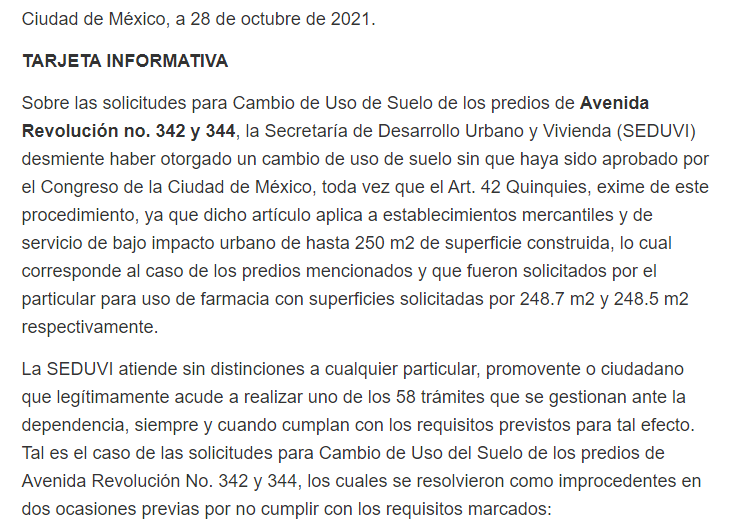 Ciudad de México, a 28 de octubre de 2021.
TARJETA INFORMATIVA
Sobre las solicitudes para Cambio de Uso de Suelo de los predios de Avenida
Revolución no. 342 y 344, la Secretaría de Desarrollo Urbano y Vivienda (SEDUVI)
desmiente haber otorgado un cambio de uso de suelo sin que haya sido aprobado por
el Congreso de la Ciudad de México, toda vez que el Art. 42 Quinquies, exime de este
procedimiento, ya que dicho artículo aplica a establecimientos mercantiles y de
servicio de bajo impacto urbano de hasta 250 m2 de superficie construida, lo cual
corresponde al caso de los predios mencionados y que fueron solicitados por el
particular para uso de farmacia con superficies solicitadas por 248.7 m2 y 248.5 m2
respectivamente.
La SEDUVI atiende sin distinciones a cualquier particular, promovente o ciudadano
que legítimamente acude a realizar uno de los 58 trámites que se gestionan ante la
dependencia, siempre y cuando cumplan con los requisitos previstos para tal efecto.
Tal es el caso de las solicitudes para Cambio de Uso del Suelo de los predios de
Avenida Revolución No. 342 y 344, los cuales se resolvieron como improcedentes en
dos ocasiones previas por no cumplir con los requisitos marcados: